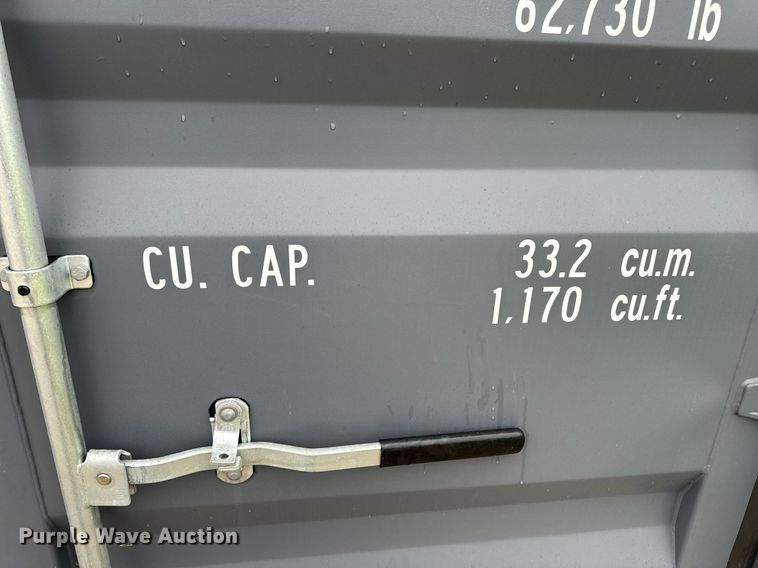 62,730 lb
CU. CAP. 33.2 cu.m.
1,170 cu.ft.
Purple Wave Auction